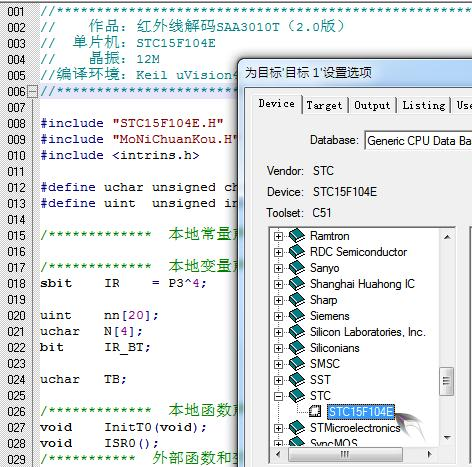 001 //*****************************
002 //   作品: 红外线解码SAA3010T（2.0版）
003 //  单片机: STC15F104E
004 //    晶振: 12M
005 //编译环境: Keil uVision4
006 //*****************************
007
008 #include "STC15F104E.H"
009 #include "MoNiChuanKou.H"
010 #include <intrins.h>
011
012 #define uchar unsigned ch
013 #define uint  unsigned in
014
015 /*************  本地常量
016
017 /*************  本地变量
018 sbit    IR    = P3^4;
019
020 uint    nn[20];
021 uchar   N[4];
022 bit     IR_BT;
023
024 uchar   TB;
025
026 /*************  本地函数
027 void    InitT0(void);
028 void    ISR0();
029 /***********  外部函数和
为目标'目标 1'设置选项
Device Target Output Listing Us
Database: Generic CPU Data Ba
Vendor: STC
Device: STC15F104E
Toolset: C51
Ramtron
RDC Semiconductor
Sanyo
Shanghai Huahong IC
Sharp
Siemens
Silicon Laboratories, Inc.
Siliconians
SMSC
SST
STC
STC15F104E
STMicroelectronics
SyncMOS